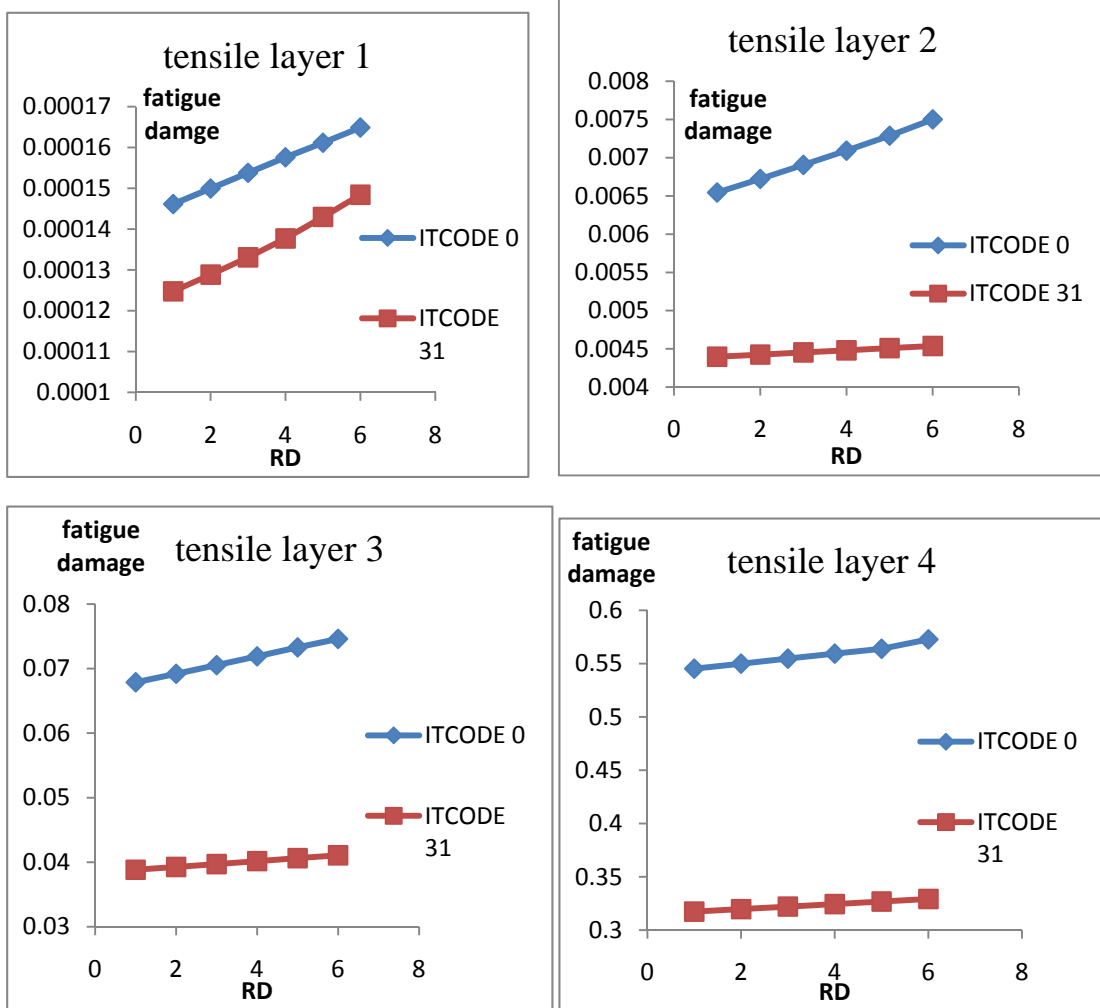 tensile layer 1
fatigue
damge
0.00017
0.00016
0.00015
0.00014
0.00013
0.00012
0.00011
0.0001
ITCODE 0
ITCODE
31
0 2 4 6 8
RD
tensile layer 2
fatigue
damage
0.008
0.0075
0.007
0.0065
0.006
0.0055
0.005
0.0045
0.004
ITCODE 0
ITCODE 31
0 2 4 6 8
RD
fatigue
damage
tensile layer 3
0.08
0.07
0.06
0.05
0.04
0.03
ITCODE 0
ITCODE
31
0 2 4 6 8
RD
fatigue
damage
tensile layer 4
0.6
0.55
0.5
0.45
0.4
0.35
0.3
ITCODE 0
ITCODE
31
0 2 4 6 8
RD